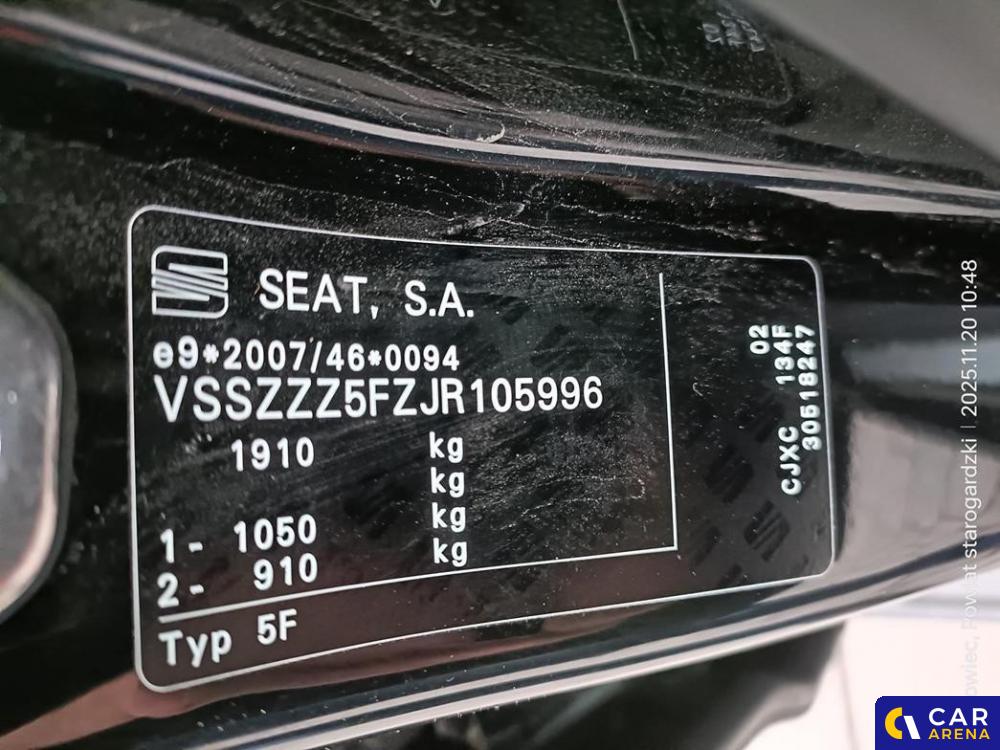 SEAT, S.A.
e9*2007/46*0094
VSSZZZ5FZJR105996
1910 kg
kg
1- 1050 kg
2- 910 kg
Typ 5F
02
CJXC 134F
30518247
starogardzki | 2025.11.20 10:48
CAR
ARENA